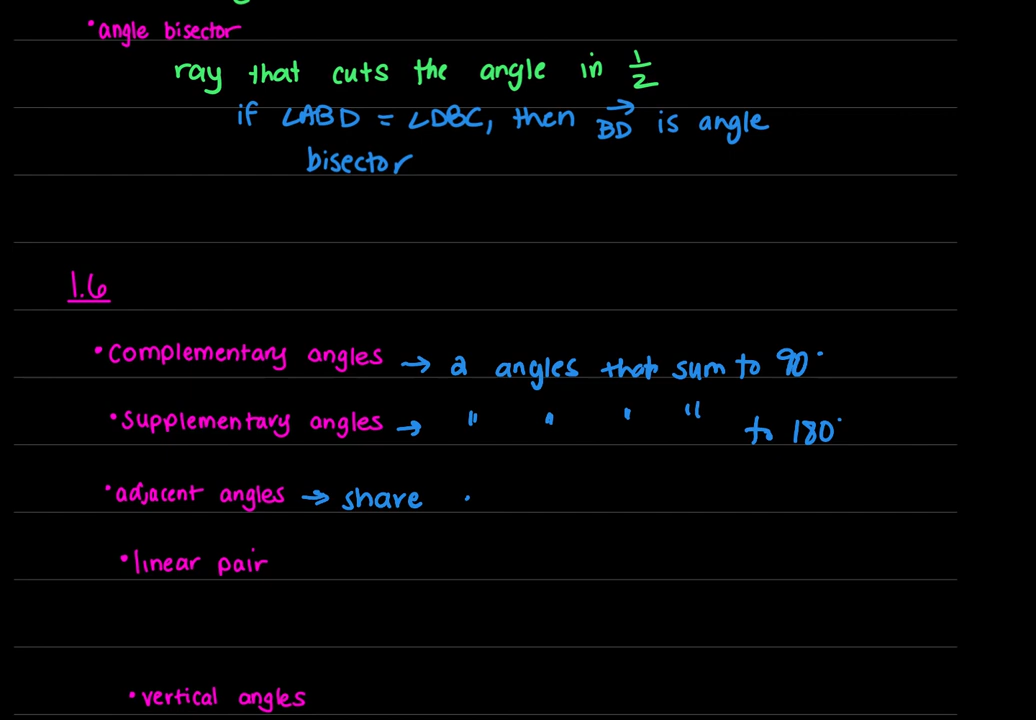 • angle bisector
ray that cuts the angle in 1/2
if ∠ABD = ∠DBC, then →BD is angle
bisector
1.6
• Complementary angles → 2 angles that sum to 90°
• Supplementary angles → " " " " to 180°
• adjacent angles → share
• linear pair
• vertical angles